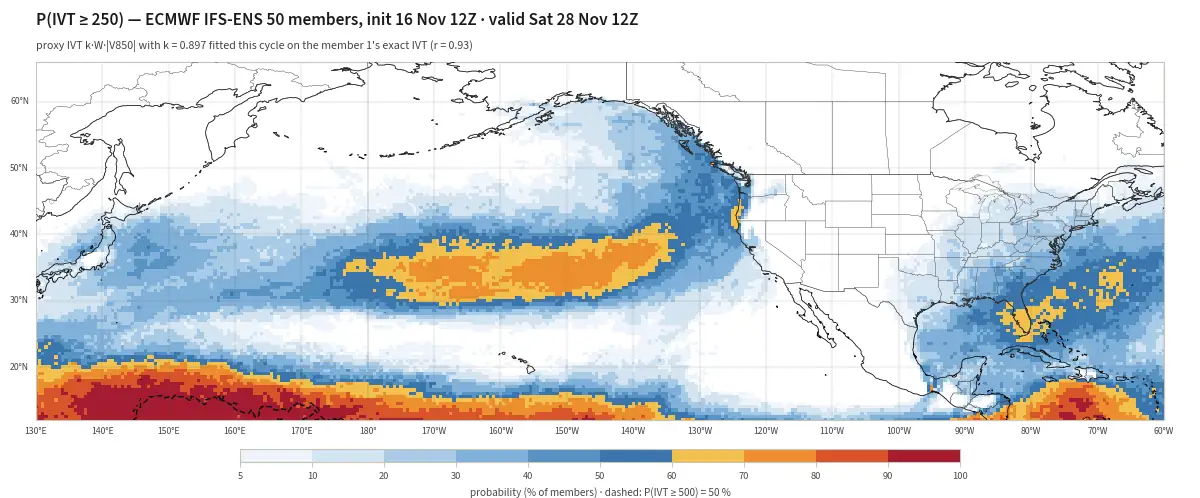 P(IVT ≥ 250) — ECMWF IFS-ENS 50 members, init 16 Nov 12Z · valid Sat 28 Nov 12Z
proxy IVT k·W·|V850| with k = 0.897 fitted this cycle on the member 1's exact IVT (r = 0.93)
60°N
50°N
40°N
30°N
20°N
130°E 140°E 150°E 160°E 170°E 180° 170°W 160°W 150°W 140°W 130°W 120°W 110°W 100°W 90°W 80°W 70°W 60°W
5 10 20 30 40 50 60 70 80 90 100
probability (% of members) · dashed: P(IVT ≥ 500) = 50 %